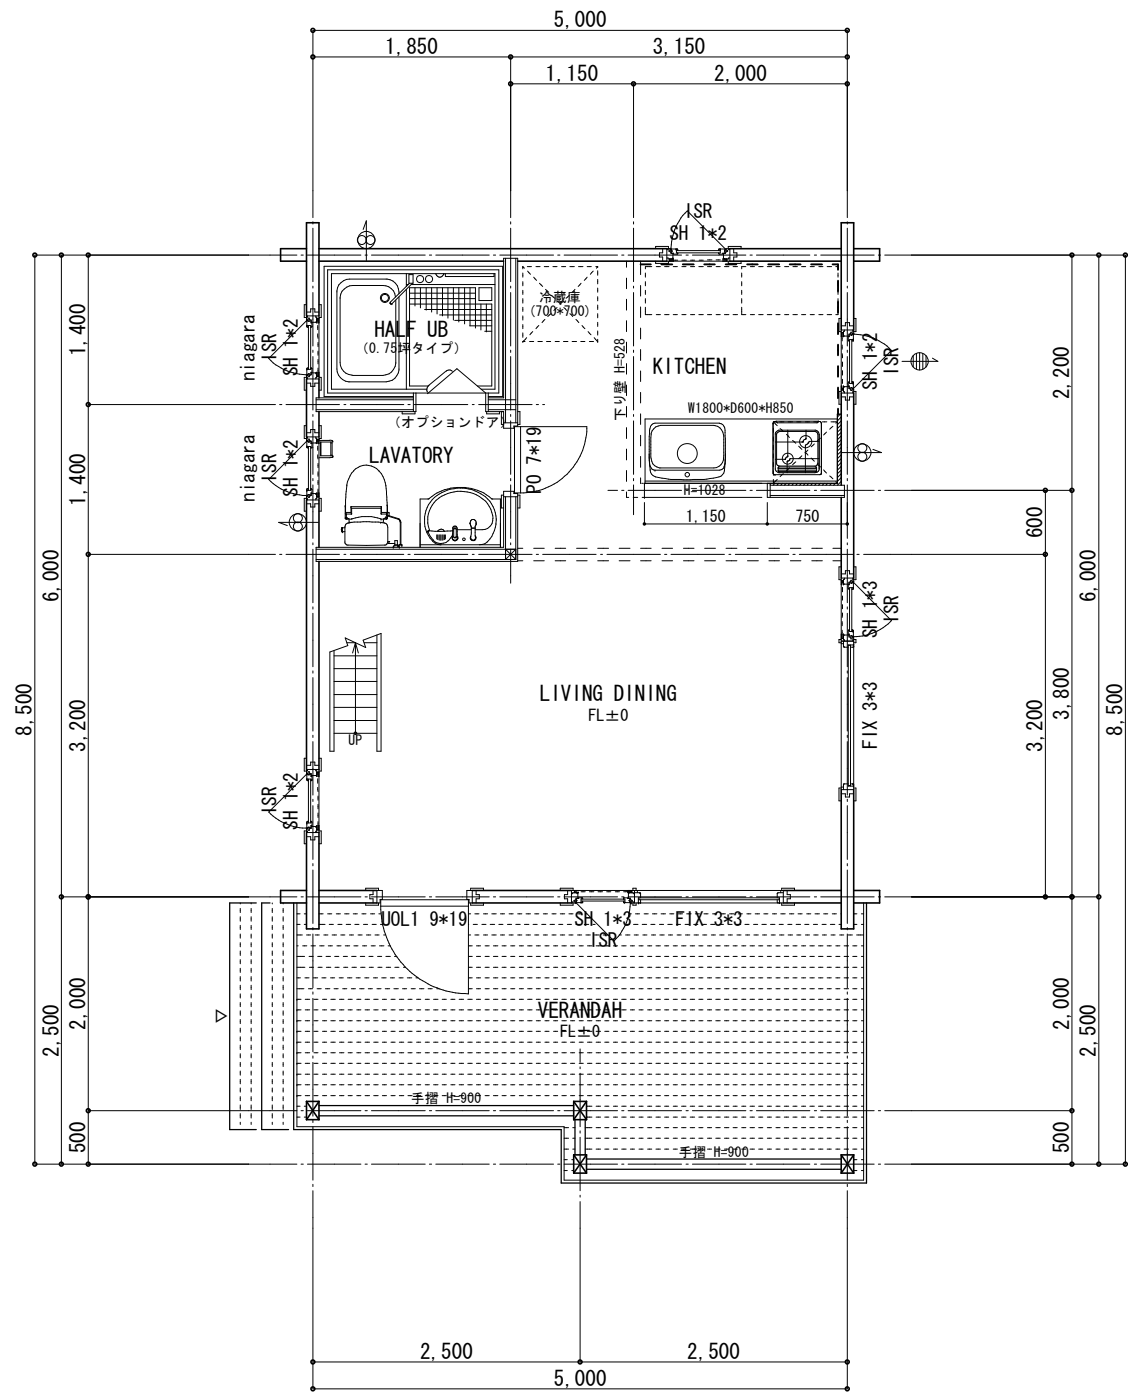 5,000
1,850
3,150
1,150
2,000
ISR
SH 1*2
冷蔵庫
(700*700)
HALF UB
(0.75坪タイプ)
niagara
ISR
SH 1*2
1,400
下り壁 H=528
KITCHEN
SH 1*2
ISR
2,200
W1800*D600*H850
(オプションドア)
LAVATORY
PO 7*19
niagara
ISR
SH 1*2
1,400
H=1028
1,150
750
600
6,000
6,000
SH 1*3
ISR
8,500
3,200
LIVING DINING
FL±0
FIX 3*3
3,200
3,800
8,500
UP
ISR
SH 1*2
UOL1 9*19
SH 1*3
ISR
FIX 3*3
2,500
2,000
VERANDAH
FL±0
2,000
2,500
手摺 H=900
500
手摺 H=900
500
2,500
2,500
5,000